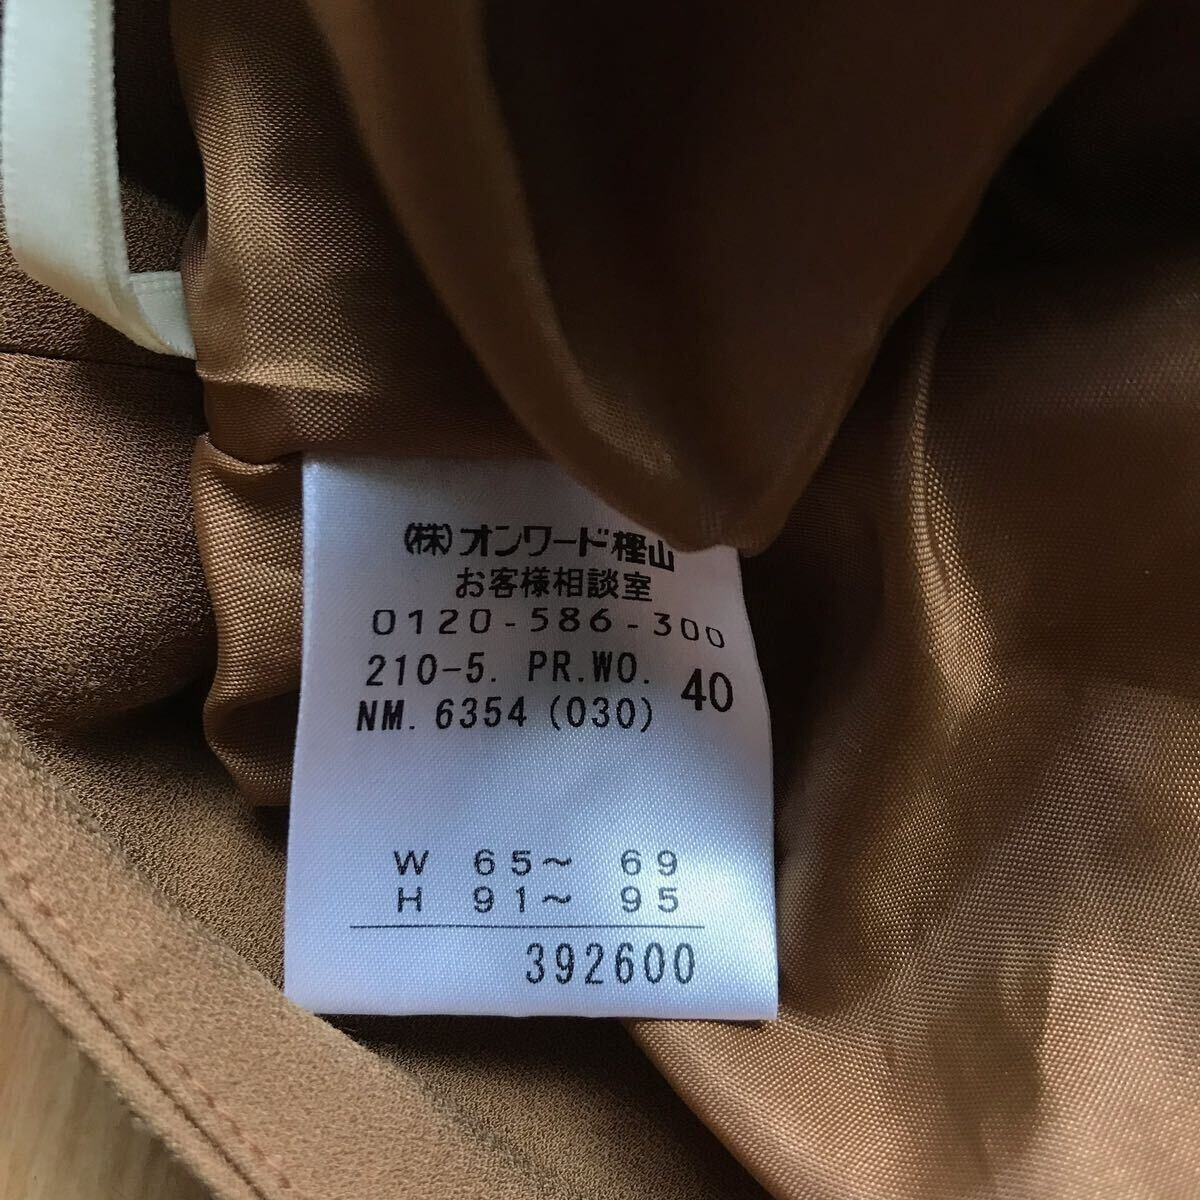 (株)オンワード樫山
お客様相談室
0120-586-300
210-5. PR.WO. 40
NM. 6354 (030)
W 65～ 69
H 91～ 95
392600